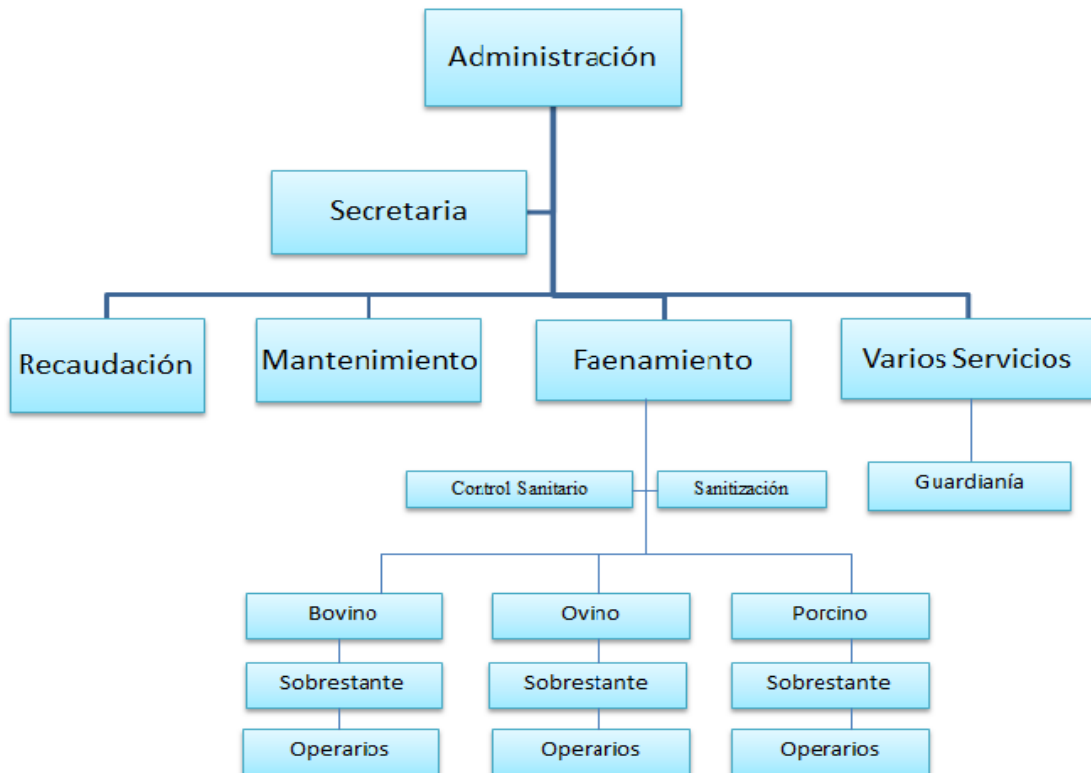 Administración
Secretaria
Recaudación
Mantenimiento
Faenamiento
Varios Servicios
Control Sanitario
Sanitización
Guardianía
Bovino
Ovino
Porcino
Sobrestante
Sobrestante
Sobrestante
Operarios
Operarios
Operarios